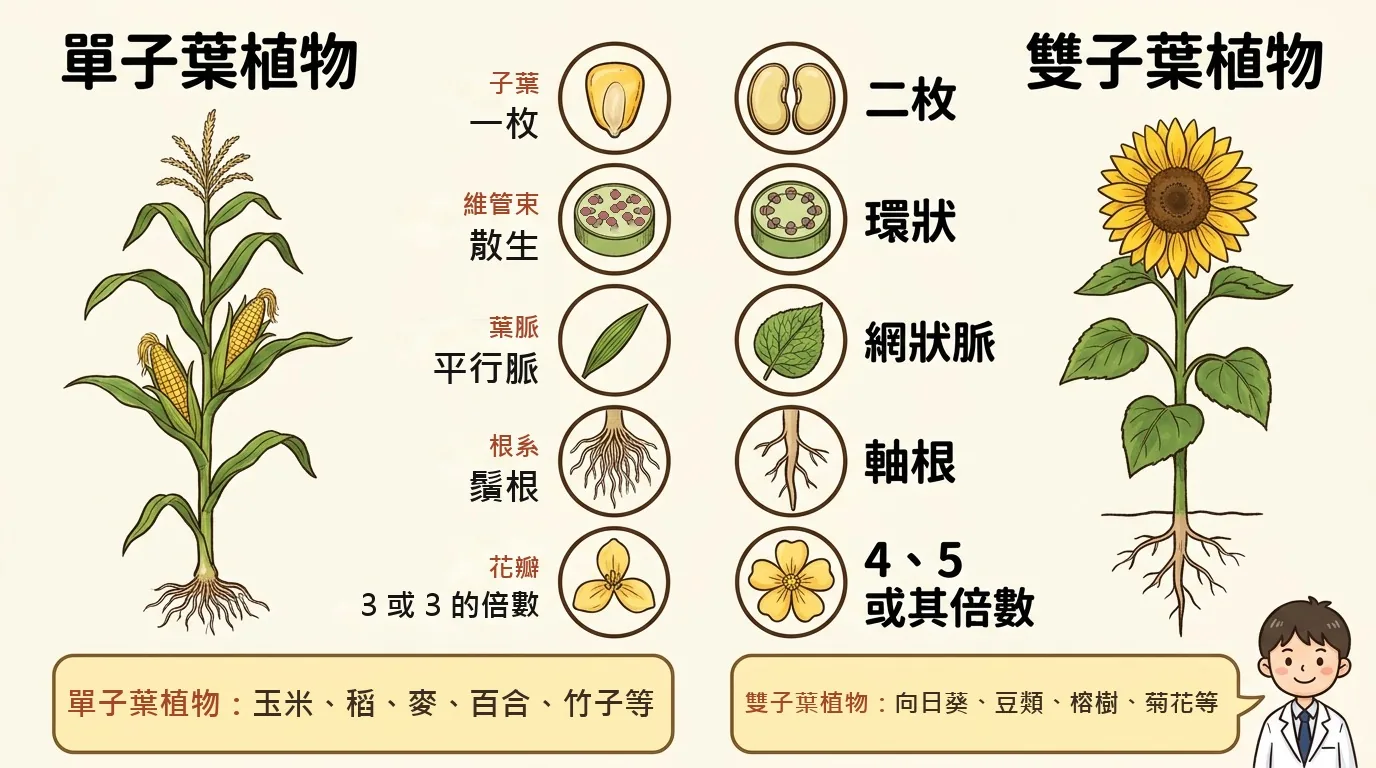 單子葉植物
雙子葉植物
子葉
一枚
二枚
維管束
散生
環狀
葉脈
平行脈
網狀脈
根系
鬚根
軸根
花瓣
3 或 3 的倍數
4、5
或其倍數
單子葉植物：玉米、稻、麥、百合、竹子等
雙子葉植物：向日葵、豆類、榕樹、菊花等